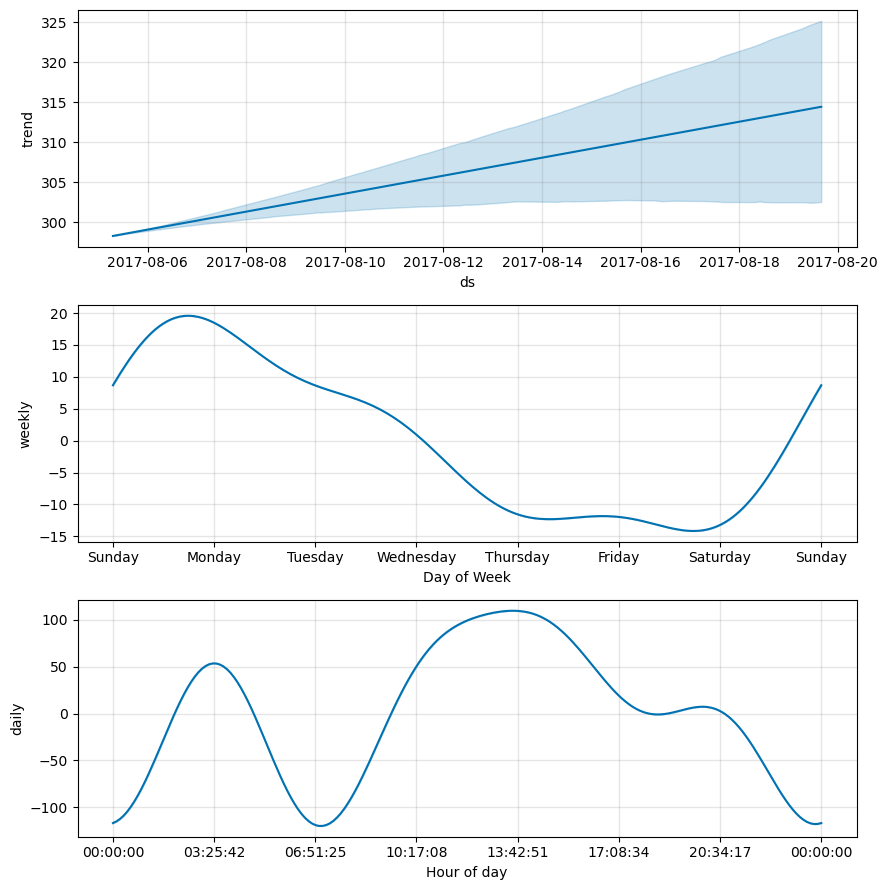 trend
325
320
315
310
305
300
2017-08-06 2017-08-08 2017-08-10 2017-08-12 2017-08-14 2017-08-16 2017-08-18 2017-08-20
ds
weekly
20
15
10
5
0
−5
−10
−15
Sunday Monday Tuesday Wednesday Thursday Friday Saturday Sunday
Day of Week
daily
100
50
0
−50
−100
00:00:00 03:25:42 06:51:25 10:17:08 13:42:51 17:08:34 20:34:17 00:00:00
Hour of day